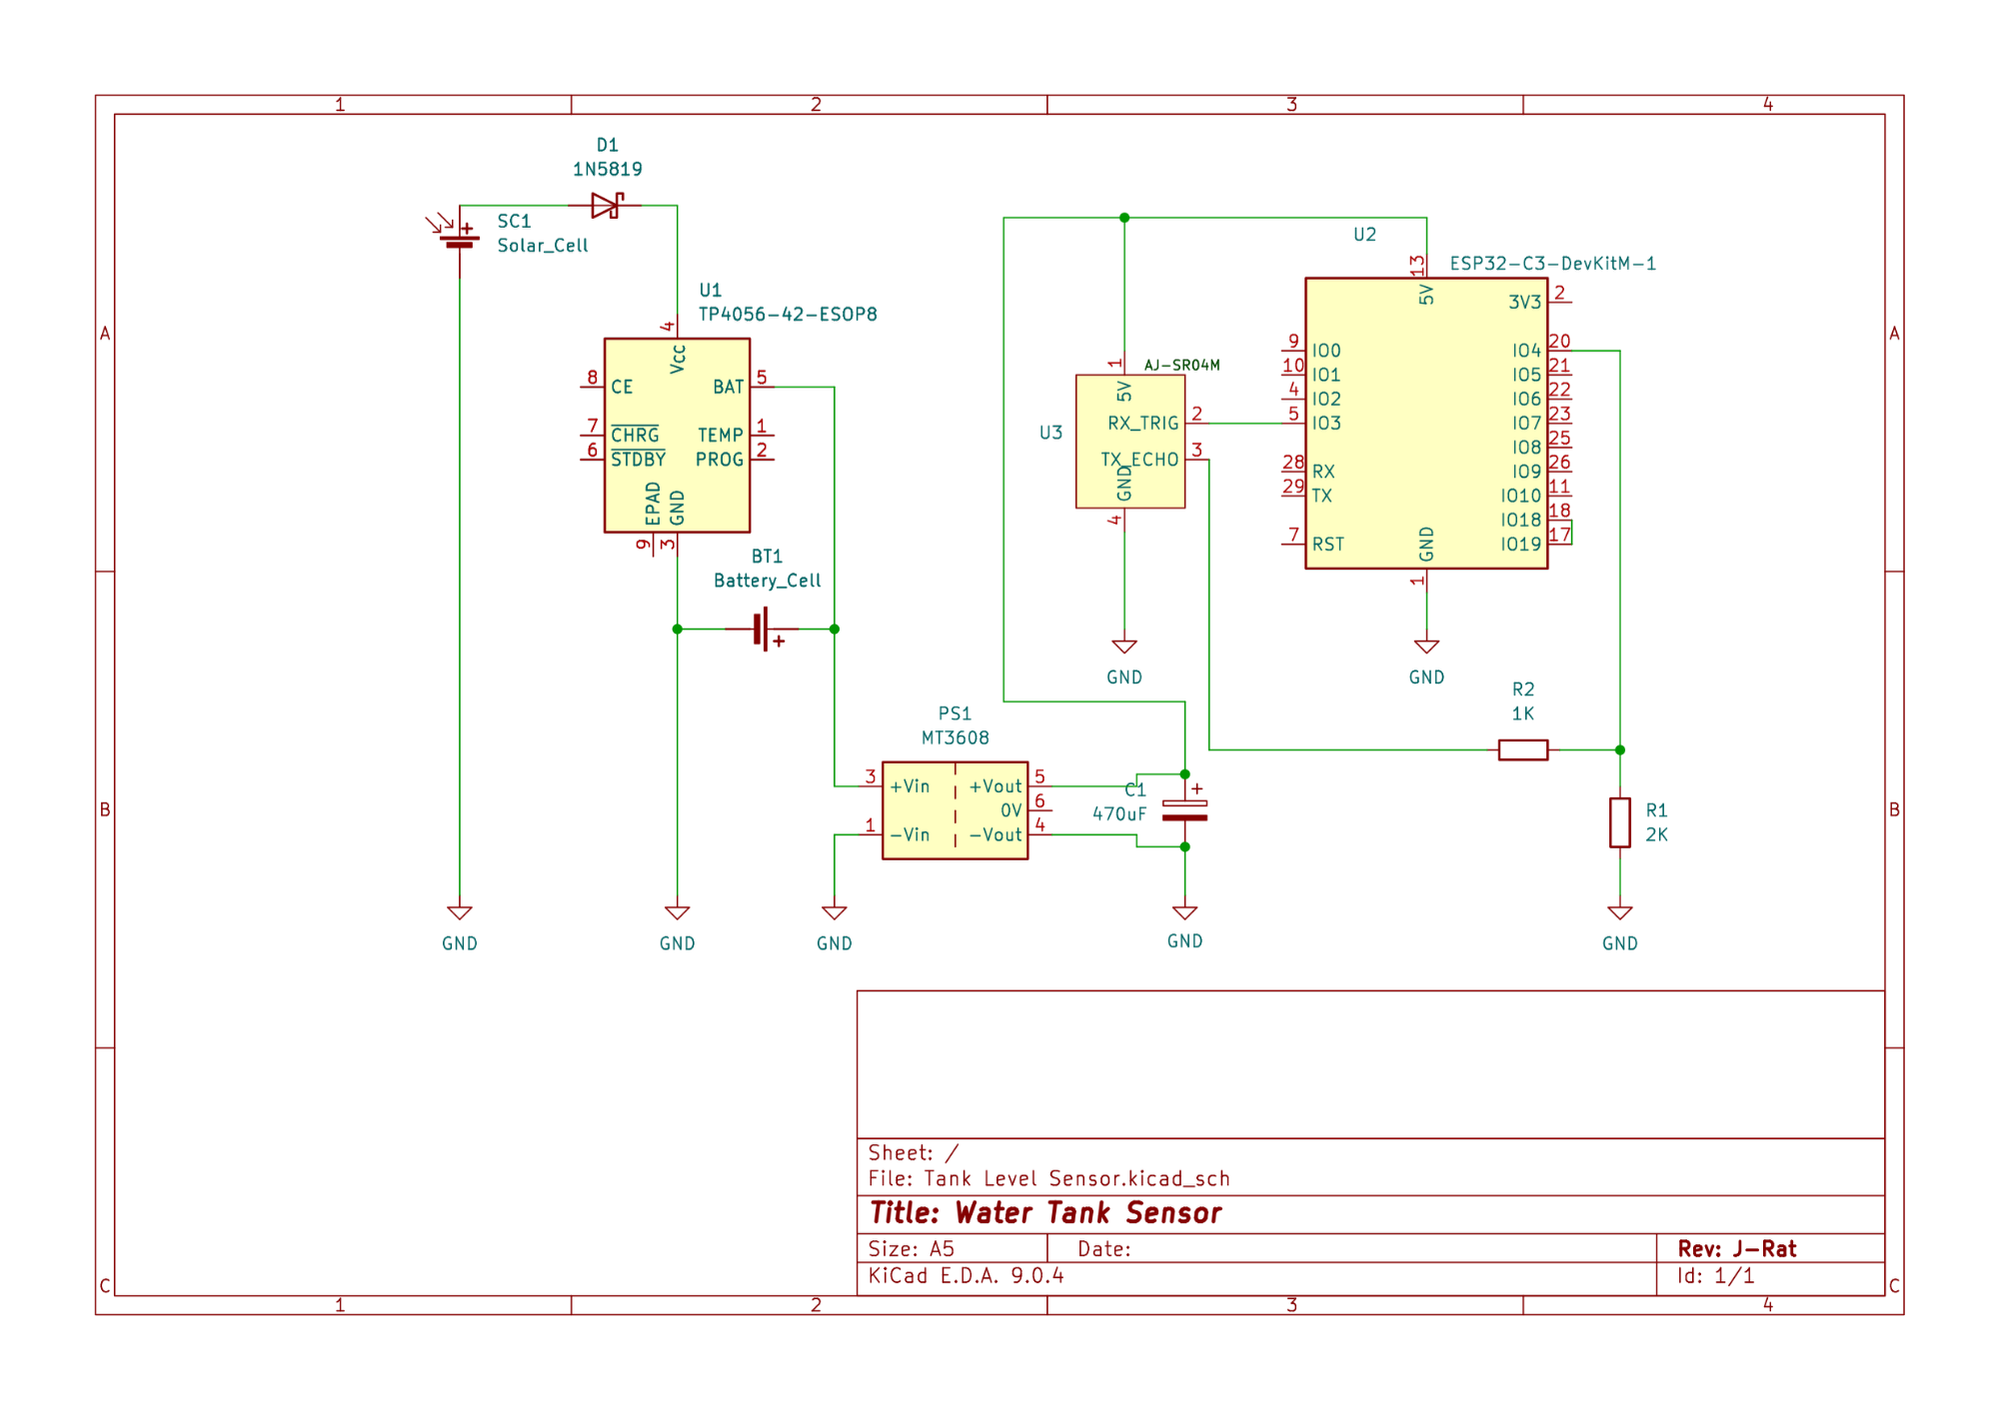 1 2 3 4
D1
1N5819
SC1
Solar_Cell
+
U1
TP4056-42-ESOP8
4
Vcc
8 CE
BAT 5
7 CHRG
TEMP 1
6 STDBY
PROG 2
EPAD
GND
9
3
BT1
Battery_Cell
+
U2
ESP32-C3-DevKitM-1
13
5V
3V3 2
9 IO0
IO4 20
10 IO1
IO5 21
4 IO2
IO6 22
5 IO3
IO7 23
IO8 25
28 RX
IO9 26
29 TX
IO10 11
IO18 18
7 RST
IO19 17
GND
1
GND
AJ-SR04M
U3
1
5V
RX_TRIG 2
TX_ECHO 3
GND
4
GND
R2
1K
R1
2K
PS1
MT3608
3 +Vin
+Vout 5
0V 6
1 -Vin
-Vout 4
C1
470uF
+
GND
GND
GND
GND
GND
A
B
C
A
B
C
Sheet: /
File: Tank Level Sensor.kicad_sch
Title: Water Tank Sensor
Size: A5
Date:
Rev: J-Rat
KiCad E.D.A. 9.0.4
Id: 1/1
1 2 3 4